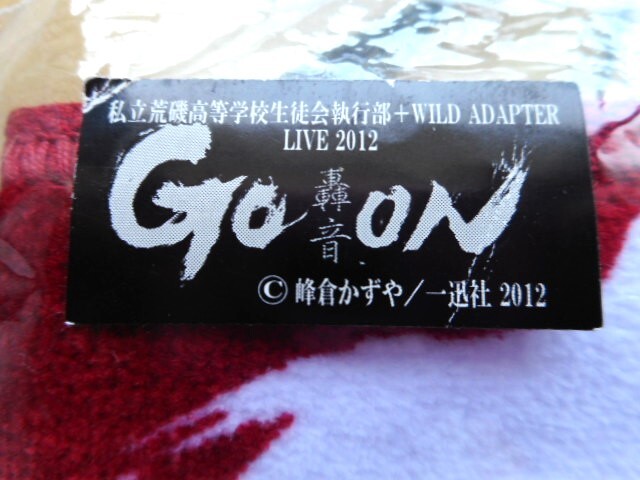 私立荒磯高等学校生徒会執行部+WILD ADAPTER
LIVE 2012
GO 轟音 ON
© 峰倉かずや/一迅社 2012